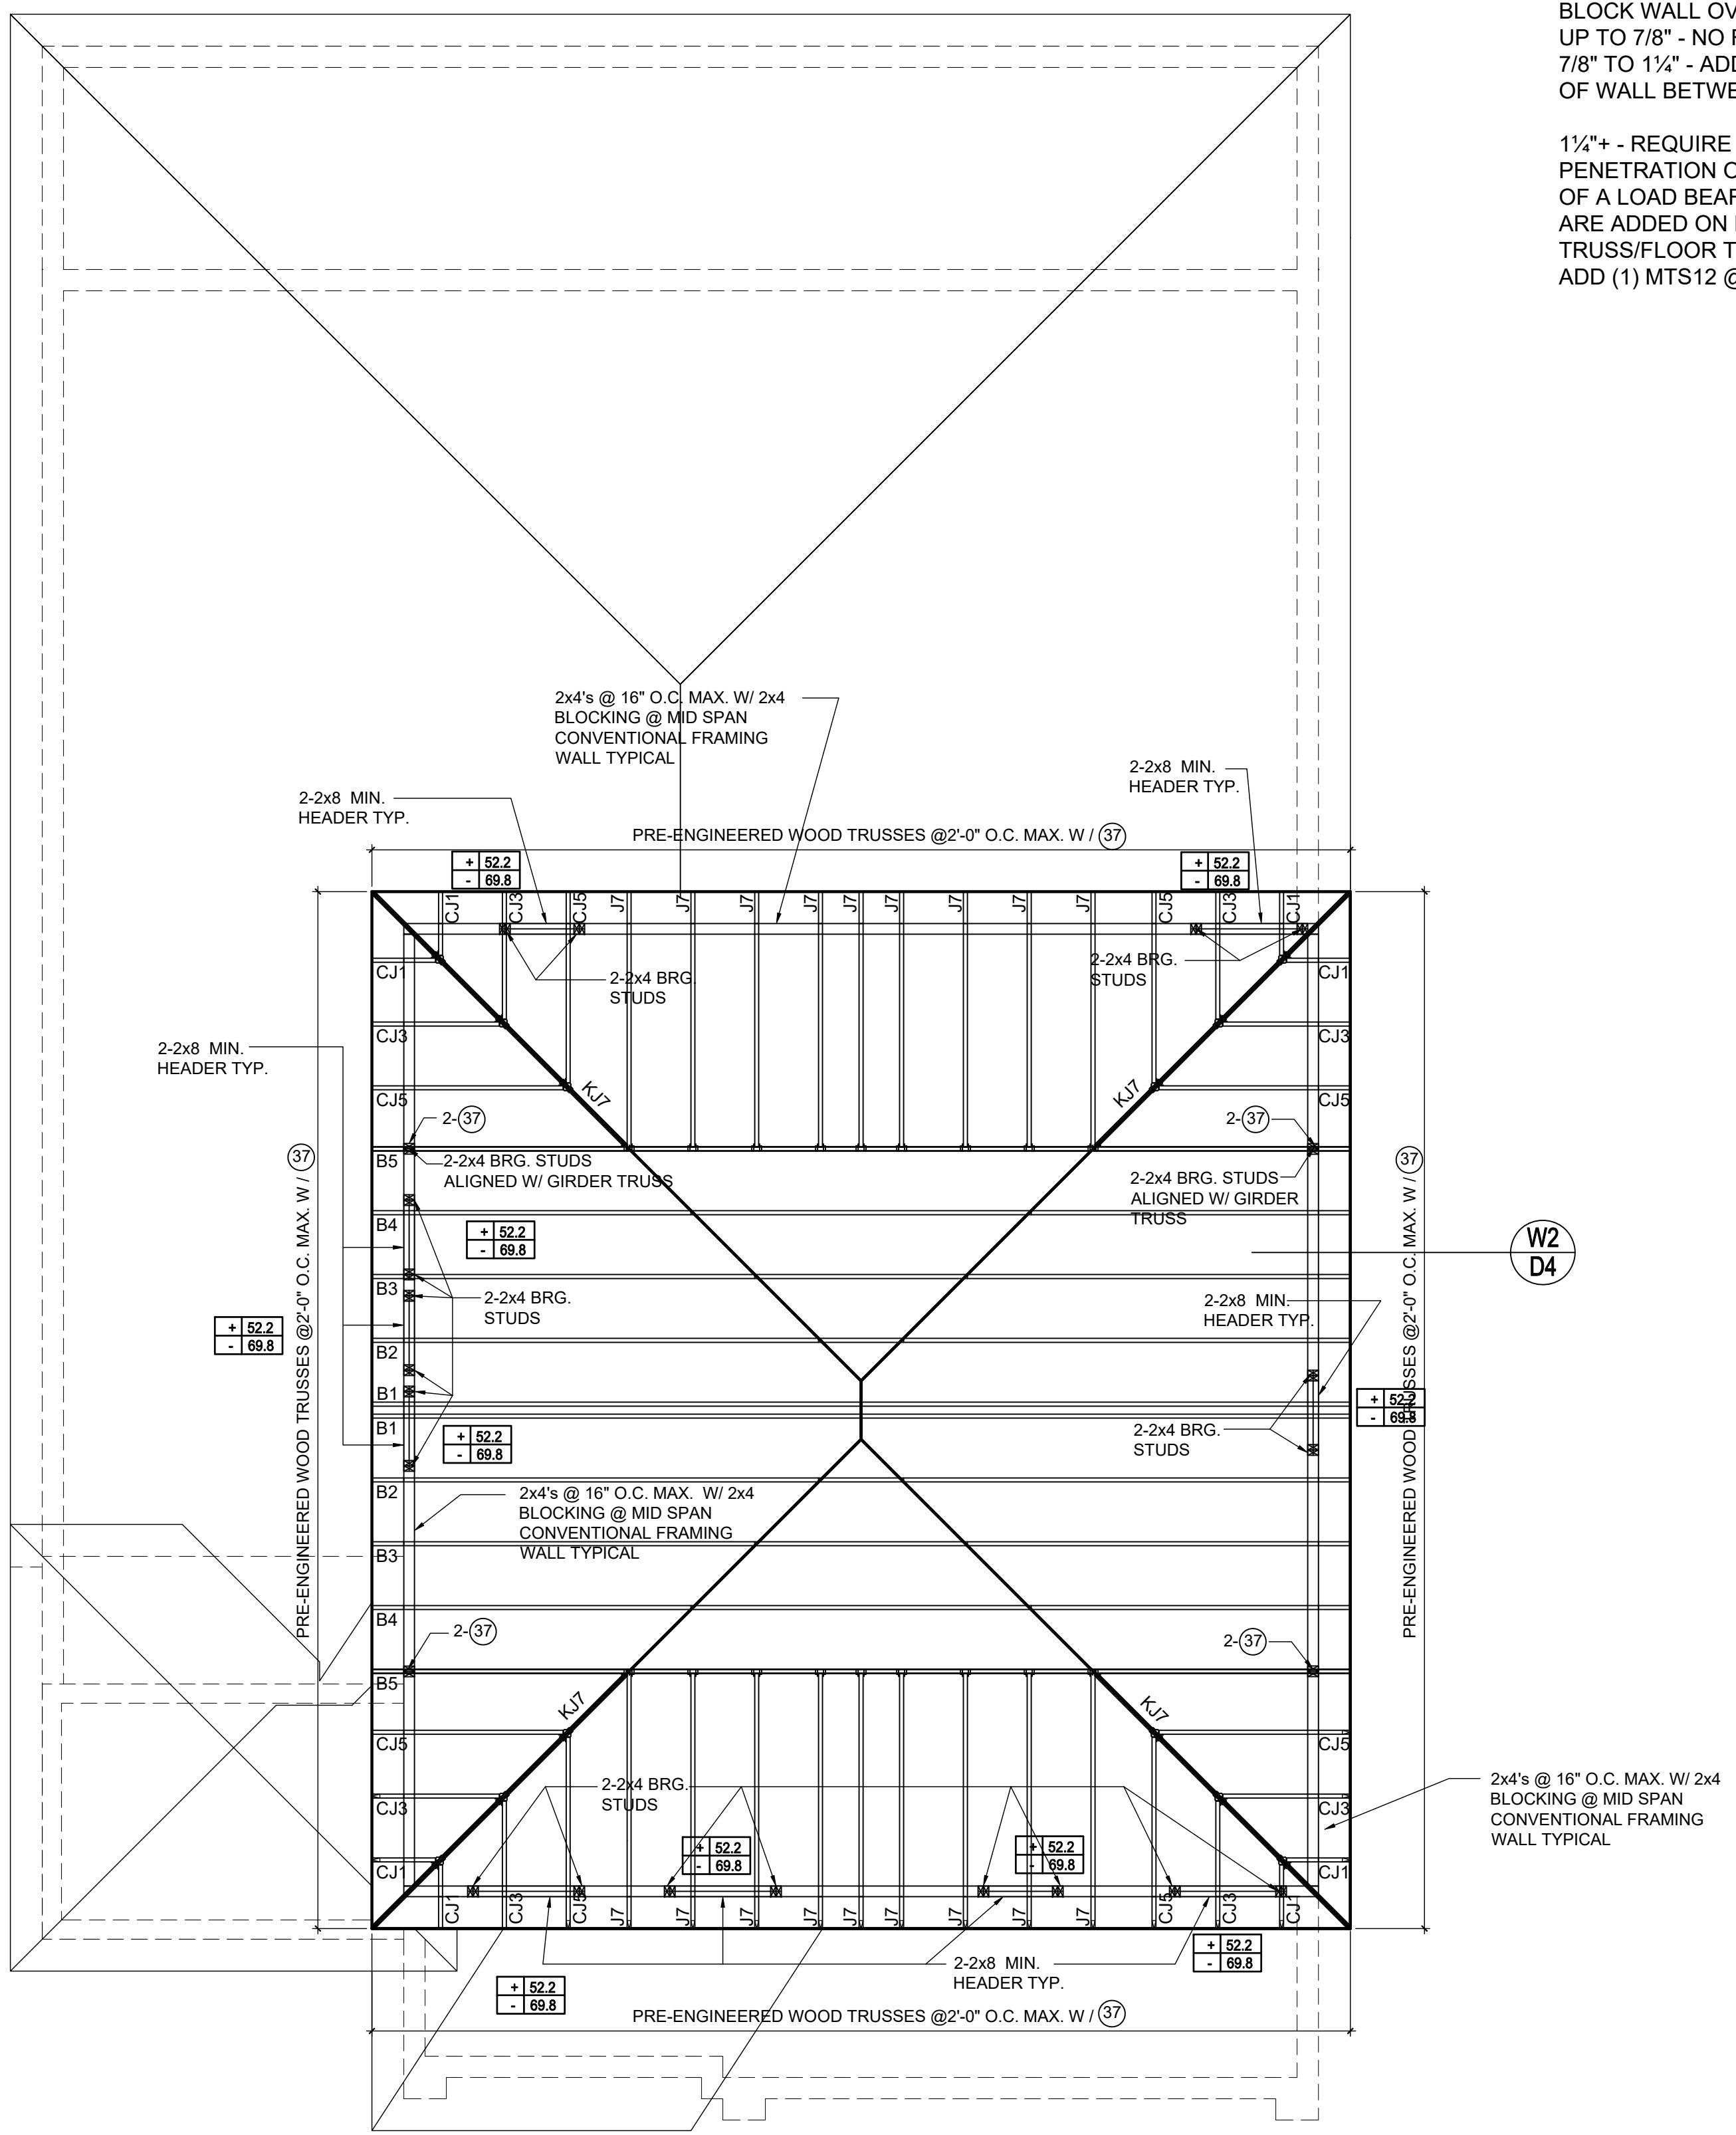 BLOCK WALL OV
UP TO 7/8" - NO
7/8" TO 1¼" - ADD
OF WALL BETWE
1¼"+ - REQUIRE
PENETRATION
OF A LOAD BEAR
ARE ADDED ON
TRUSS/FLOOR T
ADD (1) MTS12 @
2x4's @ 16" O.C. MAX. W/ 2x4
BLOCKING @ MID SPAN
CONVENTIONAL FRAMING
WALL TYPICAL
2-2x8 MIN.
HEADER TYP.
2-2x8 MIN.
HEADER TYP.
PRE-ENGINEERED WOOD TRUSSES @2'-0" O.C. MAX. W / 37
+ 52.2
- 69.8
+ 52.2
- 69.8
CJ1 CJ3 CJ5 J7 J7 J7 J7 J7 J7 J7 J7 J7 CJ5 CJ3 CJ1
2-2x4 BRG.
STUDS
2-2x4 BRG.
STUDS
CJ1
CJ1
CJ3
CJ3
2-2x8 MIN.
HEADER TYP.
CJ5
CJ5
KJ7
KJ7
2-37
2-37
B5
2-2x4 BRG. STUDS
ALIGNED W/ GIRDER TRUSS
2-2x4 BRG. STUDS
ALIGNED W/ GIRDER
TRUSS
PRE-ENGINEERED WOOD TRUSSES @2'-0" O.C. MAX. W / 37
PRE-ENGINEERED WOOD TRUSSES @2'-0" O.C. MAX. W / 37
B4
+ 52.2
- 69.8
W2
D4
B3
2-2x4 BRG.
STUDS
2-2x8 MIN.
HEADER TYP.
+ 52.2
- 69.8
B2
B1
+ 52.2
- 69.8
B1
+ 52.2
- 69.8
2-2x4 BRG.
STUDS
B2
2x4's @ 16" O.C. MAX. W/ 2x4
BLOCKING @ MID SPAN
CONVENTIONAL FRAMING
WALL TYPICAL
B3
B4
2-37
2-37
B5
KJ7
KJ7
CJ5
CJ5
2-2x4 BRG.
STUDS
2x4's @ 16" O.C. MAX. W/ 2x4
BLOCKING @ MID SPAN
CONVENTIONAL FRAMING
WALL TYPICAL
CJ3
CJ3
+ 52.2
- 69.8
+ 52.2
- 69.8
CJ1
CJ1
CJ1 CJ3 CJ5 J7 J7 J7 J7 J7 J7 J7 J7 J7 CJ5 CJ3 CJ1
2-2x8 MIN.
HEADER TYP.
+ 52.2
- 69.8
+ 52.2
- 69.8
PRE-ENGINEERED WOOD TRUSSES @2'-0" O.C. MAX. W / 37